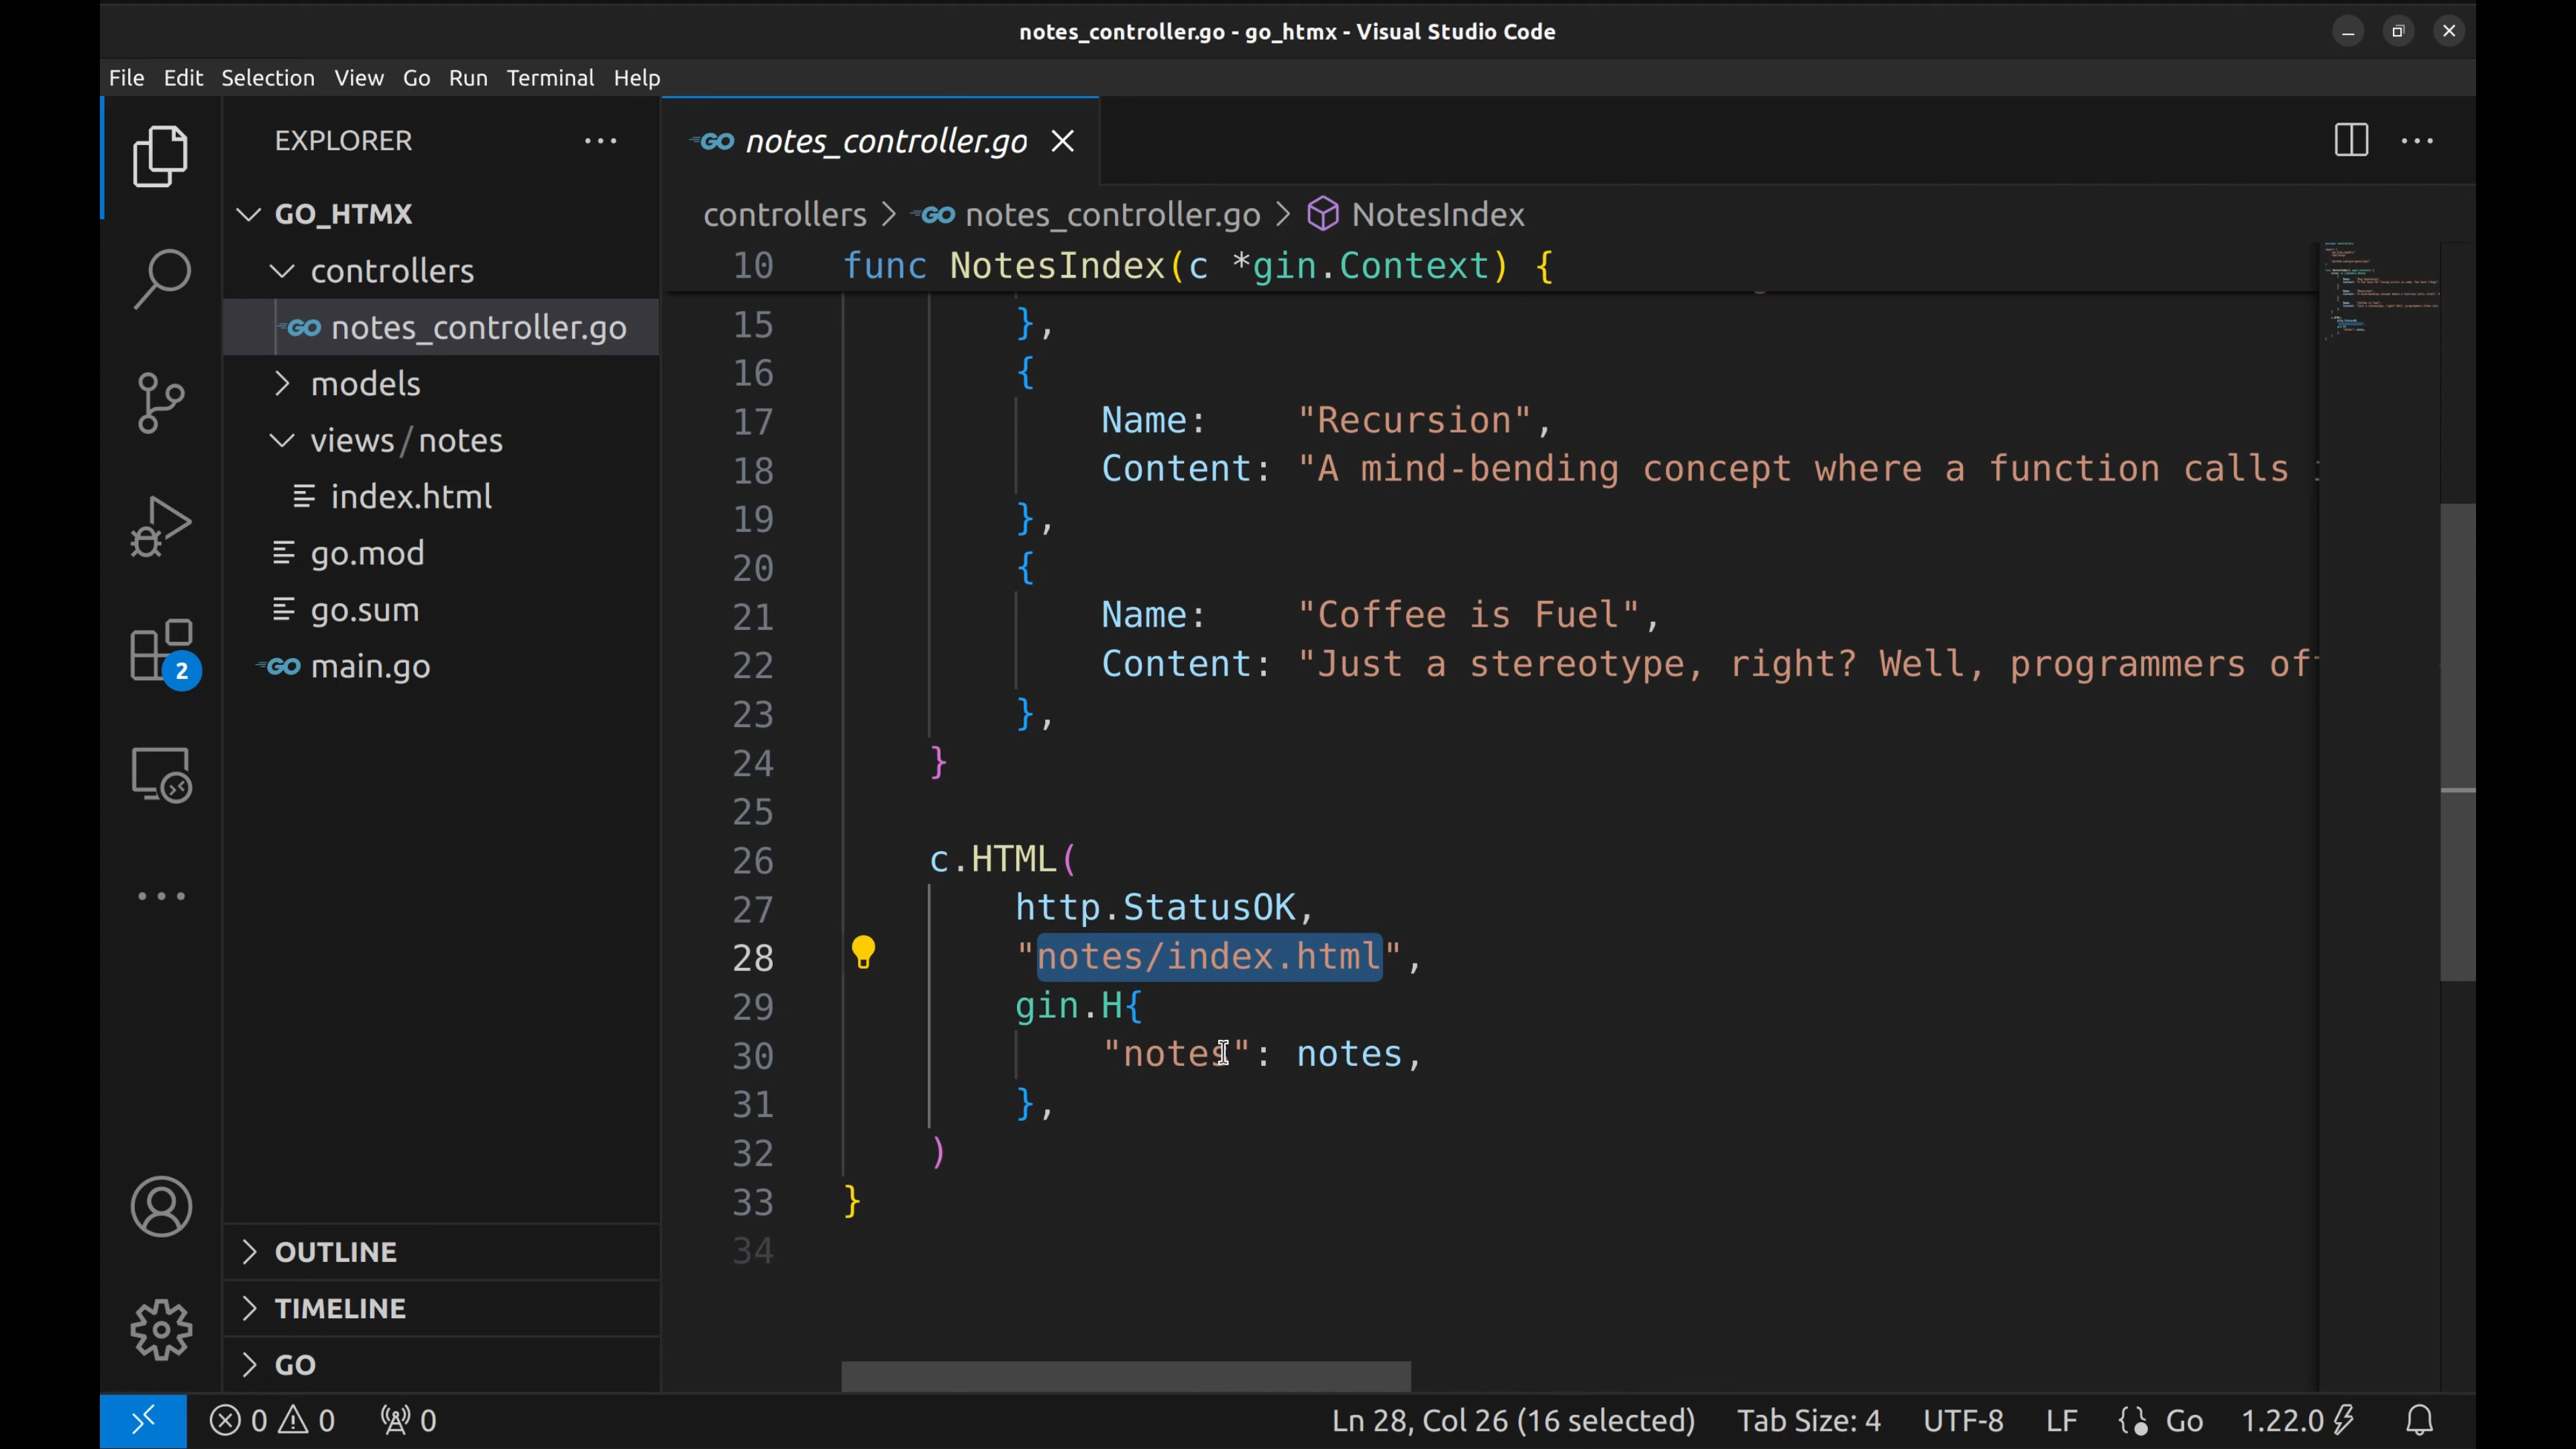 notes_controller.go - go_htmx - Visual Studio Code
File Edit Selection View Go Run Terminal Help
EXPLORER
GO_HTMX
controllers
GO notes_controller.go
models
views/notes
index.html
go.mod
go.sum
GO main.go
2
OUTLINE
TIMELINE
GO
GO notes_controller.go
controllers > GO notes_controller.go > NotesIndex
10 func NotesIndex(c *gin.Context) {
15 },
16 {
17 Name: "Recursion",
18 Content: "A mind-bending concept where a function calls
19 },
20 {
21 Name: "Coffee is Fuel",
22 Content: "Just a stereotype, right? Well, programmers of
23 },
24 }
25
26 c.HTML(
27 http.StatusOK,
28 "notes/index.html",
29 gin.H{
30 "notes": notes,
31 },
32 )
33 }
34
0 0 0
Ln 28, Col 26 (16 selected) Tab Size: 4 UTF-8 LF {} Go 1.22.0